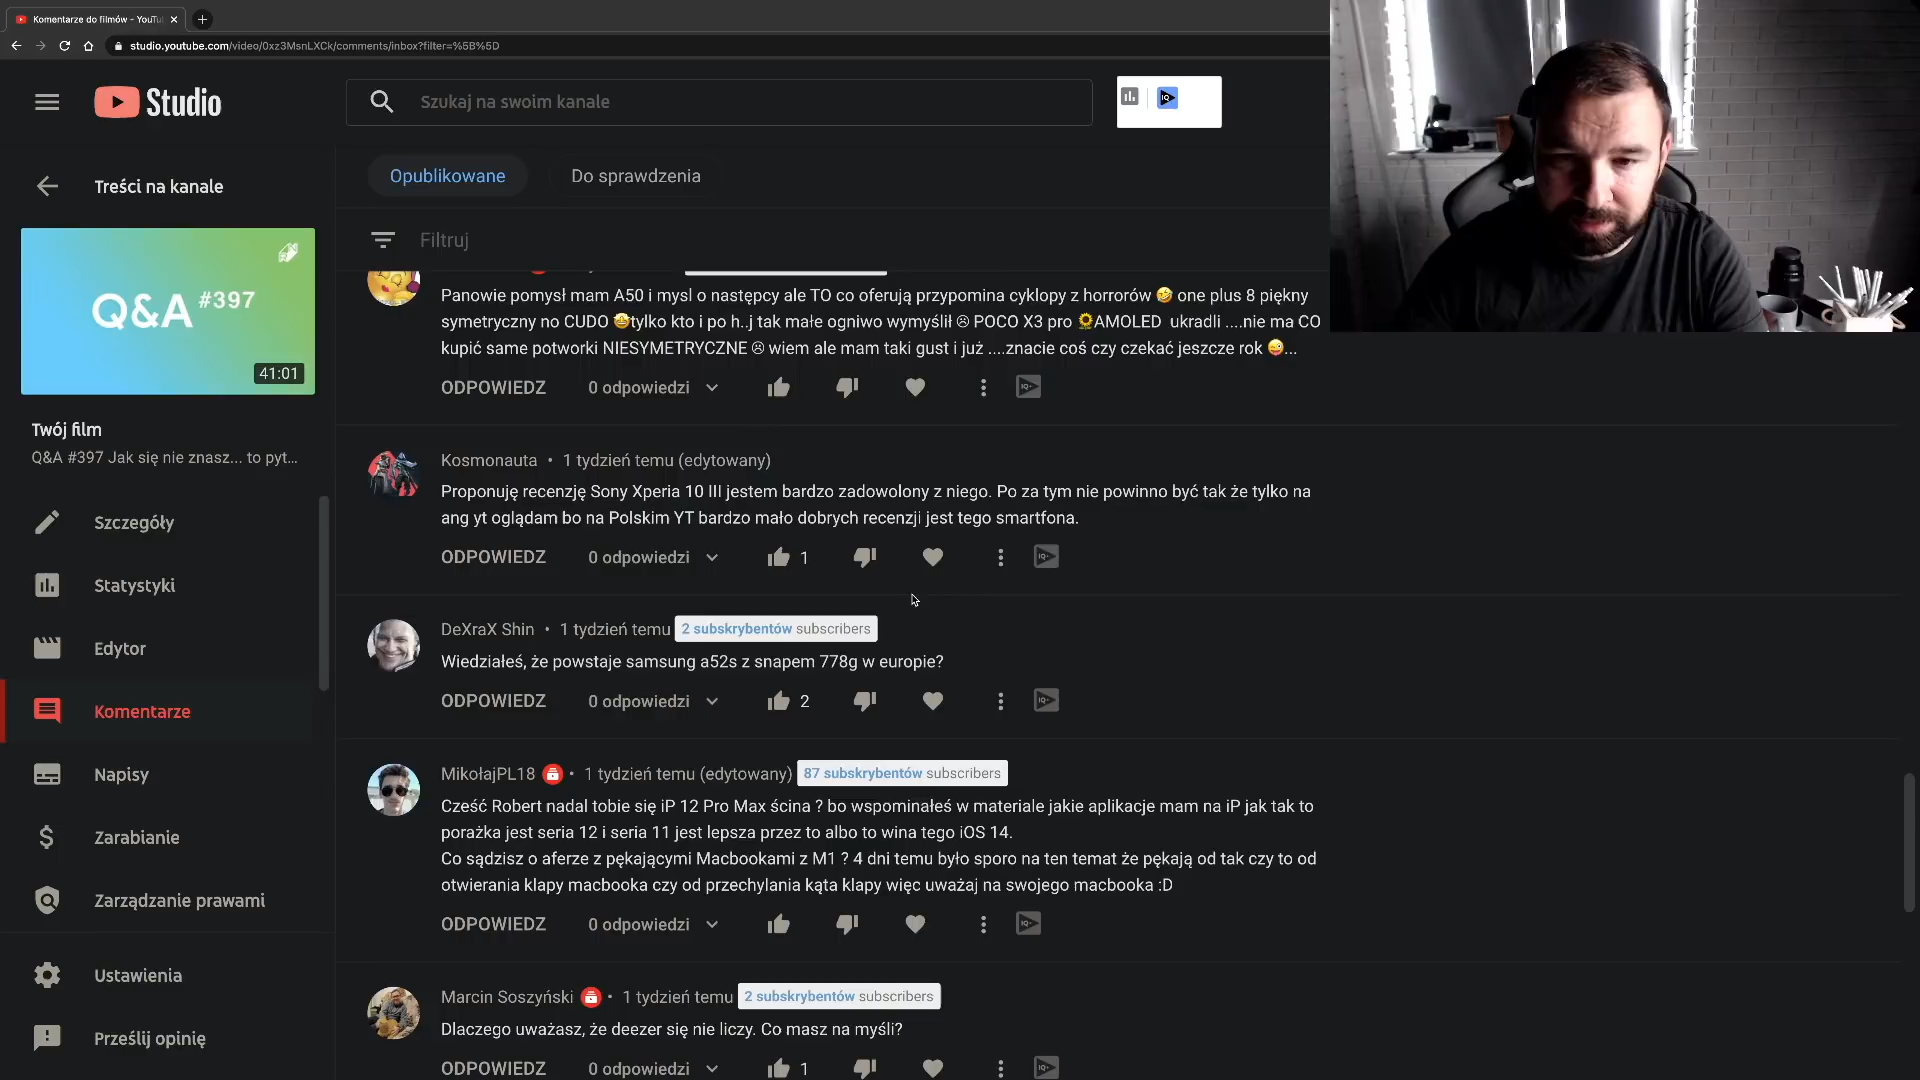 Komentarze do filmów - YouTu
studio.youtube.com/video/0xz3MsnLXCk/comments/inbox?filter=%5B%5D
Studio
Szukaj na swoim kanale
Treści na kanale
Opublikowane
Do sprawdzenia
Filtruj
Q&A #397
41:01
Twój film
Q&A #397 Jak się nie znasz... to pyt...
Szczegóły
Statystyki
Edytor
Komentarze
Napisy
Zarabianie
Zarządzanie prawami
Ustawienia
Prześlij opinię
Panowie pomysł mam A50 i mysl o następcy ale TO co oferują przypomina cyklopy z horrorów 🤣 one plus 8 piękny
symetryczny no CUDO 🤩tylko kto i po h..j tak małe ogniwo wymyślił ☹ POCO X3 pro 🌻AMOLED ukradli ....nie ma CO
kupić same potworki NIESYMETRYCZNE ☹ wiem ale mam taki gust i już ....znacie coś czy czekać jeszcze rok 😜...
ODPOWIEDZ 0 odpowiedzi
Kosmonauta • 1 tydzień temu (edytowany)
Proponuję recenzję Sony Xperia 10 III jestem bardzo zadowolony z niego. Po za tym nie powinno być tak że tylko na
ang yt oglądam bo na Polskim YT bardzo mało dobrych recenzji jest tego smartfona.
ODPOWIEDZ 0 odpowiedzi 1
DeXraX Shin • 1 tydzień temu 2 subskrybentów subscribers
Wiedziałeś, że powstaje samsung a52s z snapem 778g w europie?
ODPOWIEDZ 0 odpowiedzi 2
MikołajPL18 • 1 tydzień temu (edytowany) 87 subskrybentów subscribers
Cześć Robert nadal tobie się iP 12 Pro Max ścina ? bo wspominałeś w materiale jakie aplikacje mam na iP jak tak to
porażka jest seria 12 i seria 11 jest lepsza przez to albo to wina tego iOS 14.
Co sądzisz o aferze z pękającymi Macbookami z M1 ? 4 dni temu było sporo na ten temat że pękają od tak czy to od
otwierania klapy macbooka czy od przechylania kąta klapy więc uważaj na swojego macbooka :D
ODPOWIEDZ 0 odpowiedzi
Marcin Soszyński • 1 tydzień temu 2 subskrybentów subscribers
Dlaczego uważasz, że deezer się nie liczy. Co masz na myśli?
ODPOWIEDZ 0 odpowiedzi 1